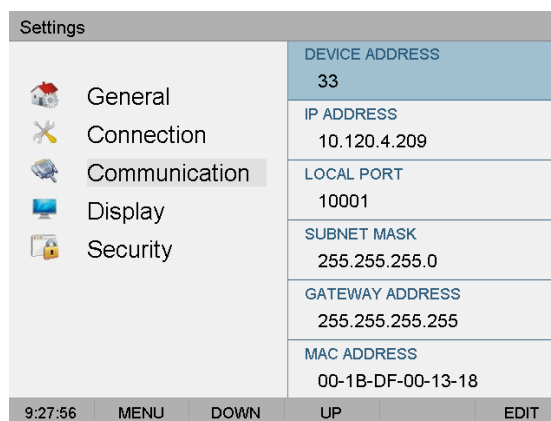 Settings
General
Connection
Communication
Display
Security
DEVICE ADDRESS
33
IP ADDRESS
10.120.4.209
LOCAL PORT
10001
SUBNET MASK
255.255.255.0
GATEWAY ADDRESS
255.255.255.255
MAC ADDRESS
00-1B-DF-00-13-18
9:27:56 MENU DOWN UP EDIT